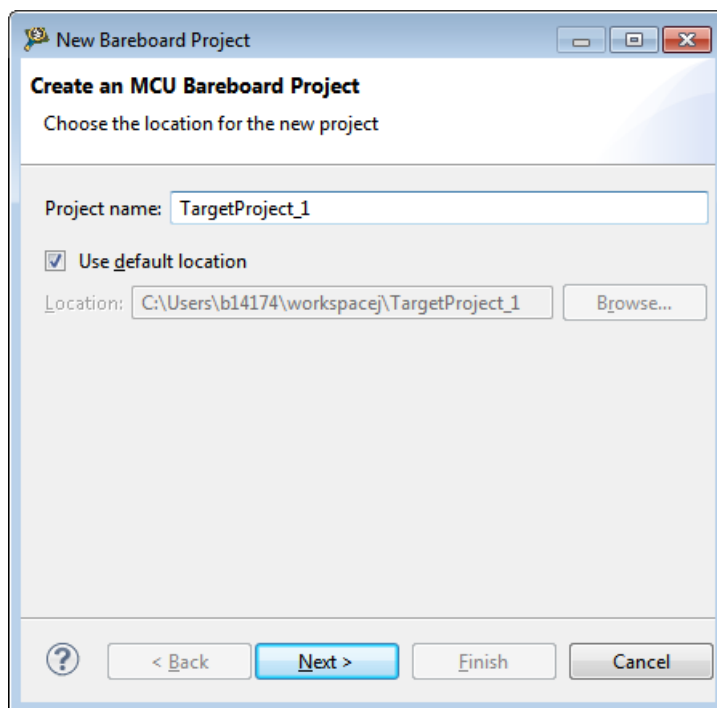 New Bareboard Project
Create an MCU Bareboard Project
Choose the location for the new project
Project name: TargetProject_1
Use default location
Location: C:\Users\b14174\workspacej\TargetProject_1 Browse...
? < Back Next > Finish Cancel